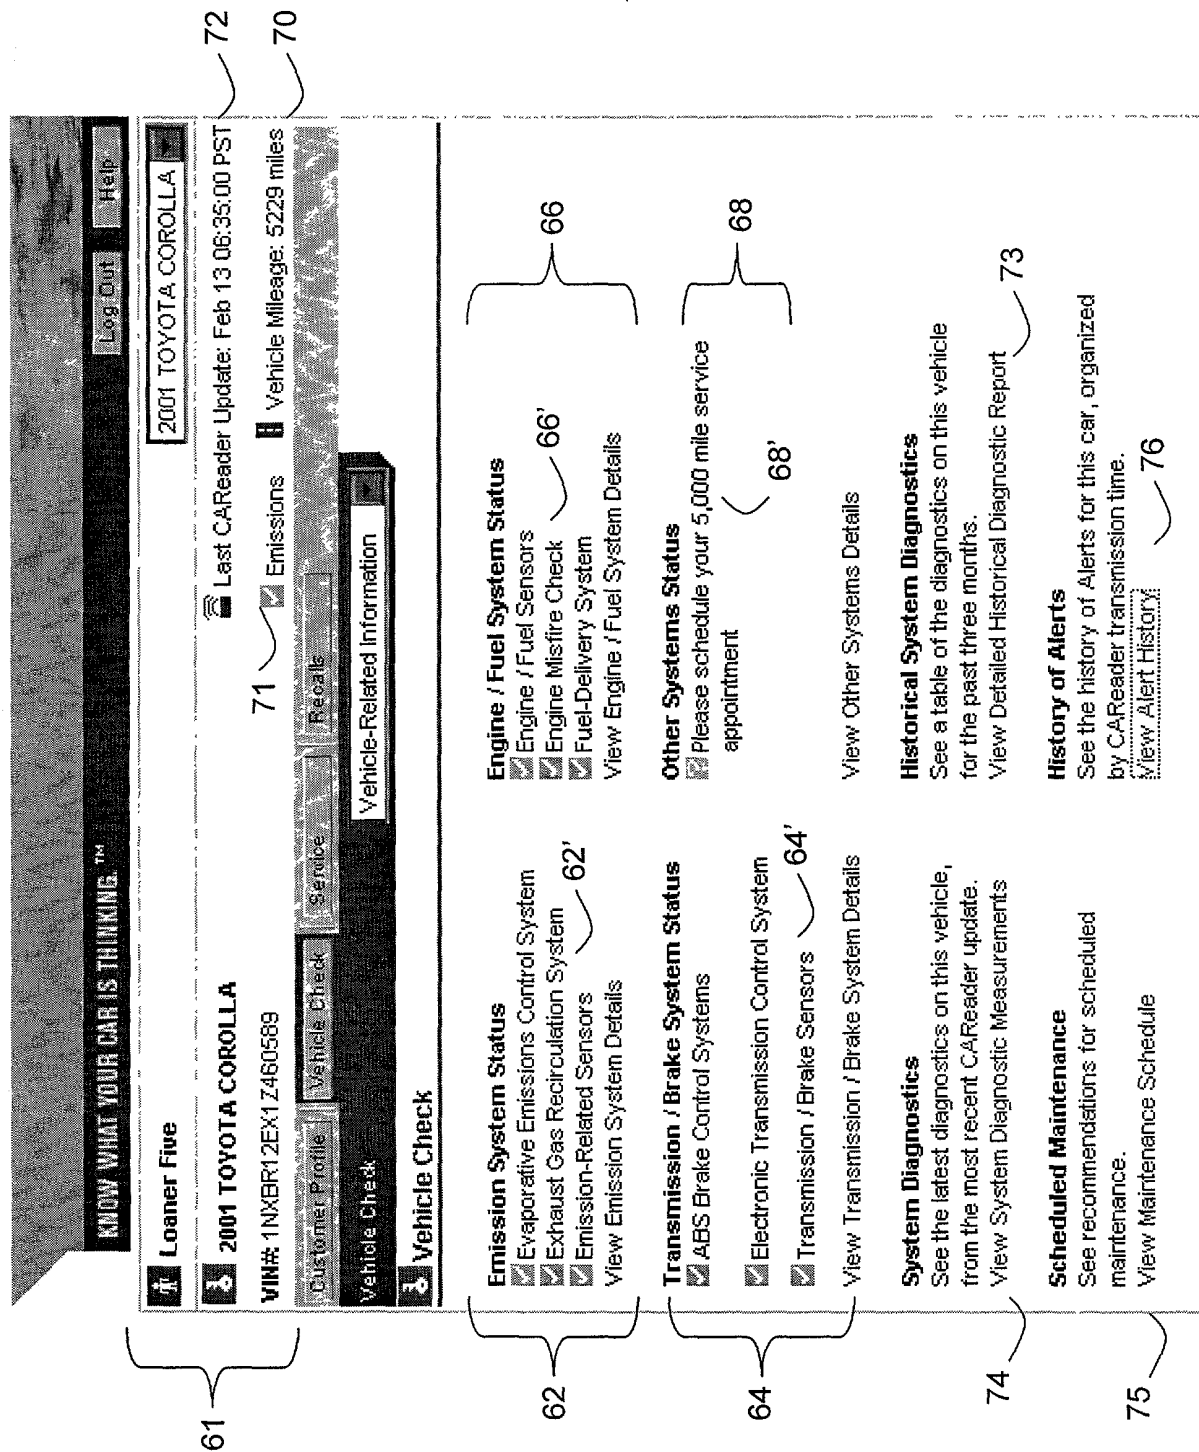 KNOW WHAT YOUR CAR IS THINKING.™
Log Out
Help
Loaner Five
2001 TOYOTA COROLLA
2001 TOYOTA COROLLA
Last CAReader Update: Feb 13 06:35:00 PST
72
VIN#: 1NXBR12EX1Z460589
71
Emissions
Vehicle Mileage: 5229 miles
70
61
Customer Profile
Vehicle Check
Service
Recalls
Vehicle Check
Vehicle-Related Information
Vehicle Check
Emission System Status
Evaporative Emissions Control System
Exhaust Gas Recirculation System
Emission-Related Sensors
62'
View Emission System Details
62
Engine / Fuel System Status
Engine / Fuel Sensors
Engine Misfire Check
66'
Fuel-Delivery System
View Engine / Fuel System Details
66
Transmission / Brake System Status
ABS Brake Control Systems
Electronic Transmission Control System
Transmission / Brake Sensors
64'
View Transmission / Brake System Details
64
Other Systems Status
Please schedule your 5,000 mile service
appointment
68'
View Other Systems Details
68
System Diagnostics
See the latest diagnostics on this vehicle,
from the most recent CAReader update.
View System Diagnostic Measurements
74
Historical System Diagnostics
See a table of the diagnostics on this vehicle
for the past three months.
View Detailed Historical Diagnostic Report
73
Scheduled Maintenance
See recommendations for scheduled
maintenance.
View Maintenance Schedule
75
History of Alerts
See the history of Alerts for this car, organized
by CAReader transmission time.
View Alert History
76